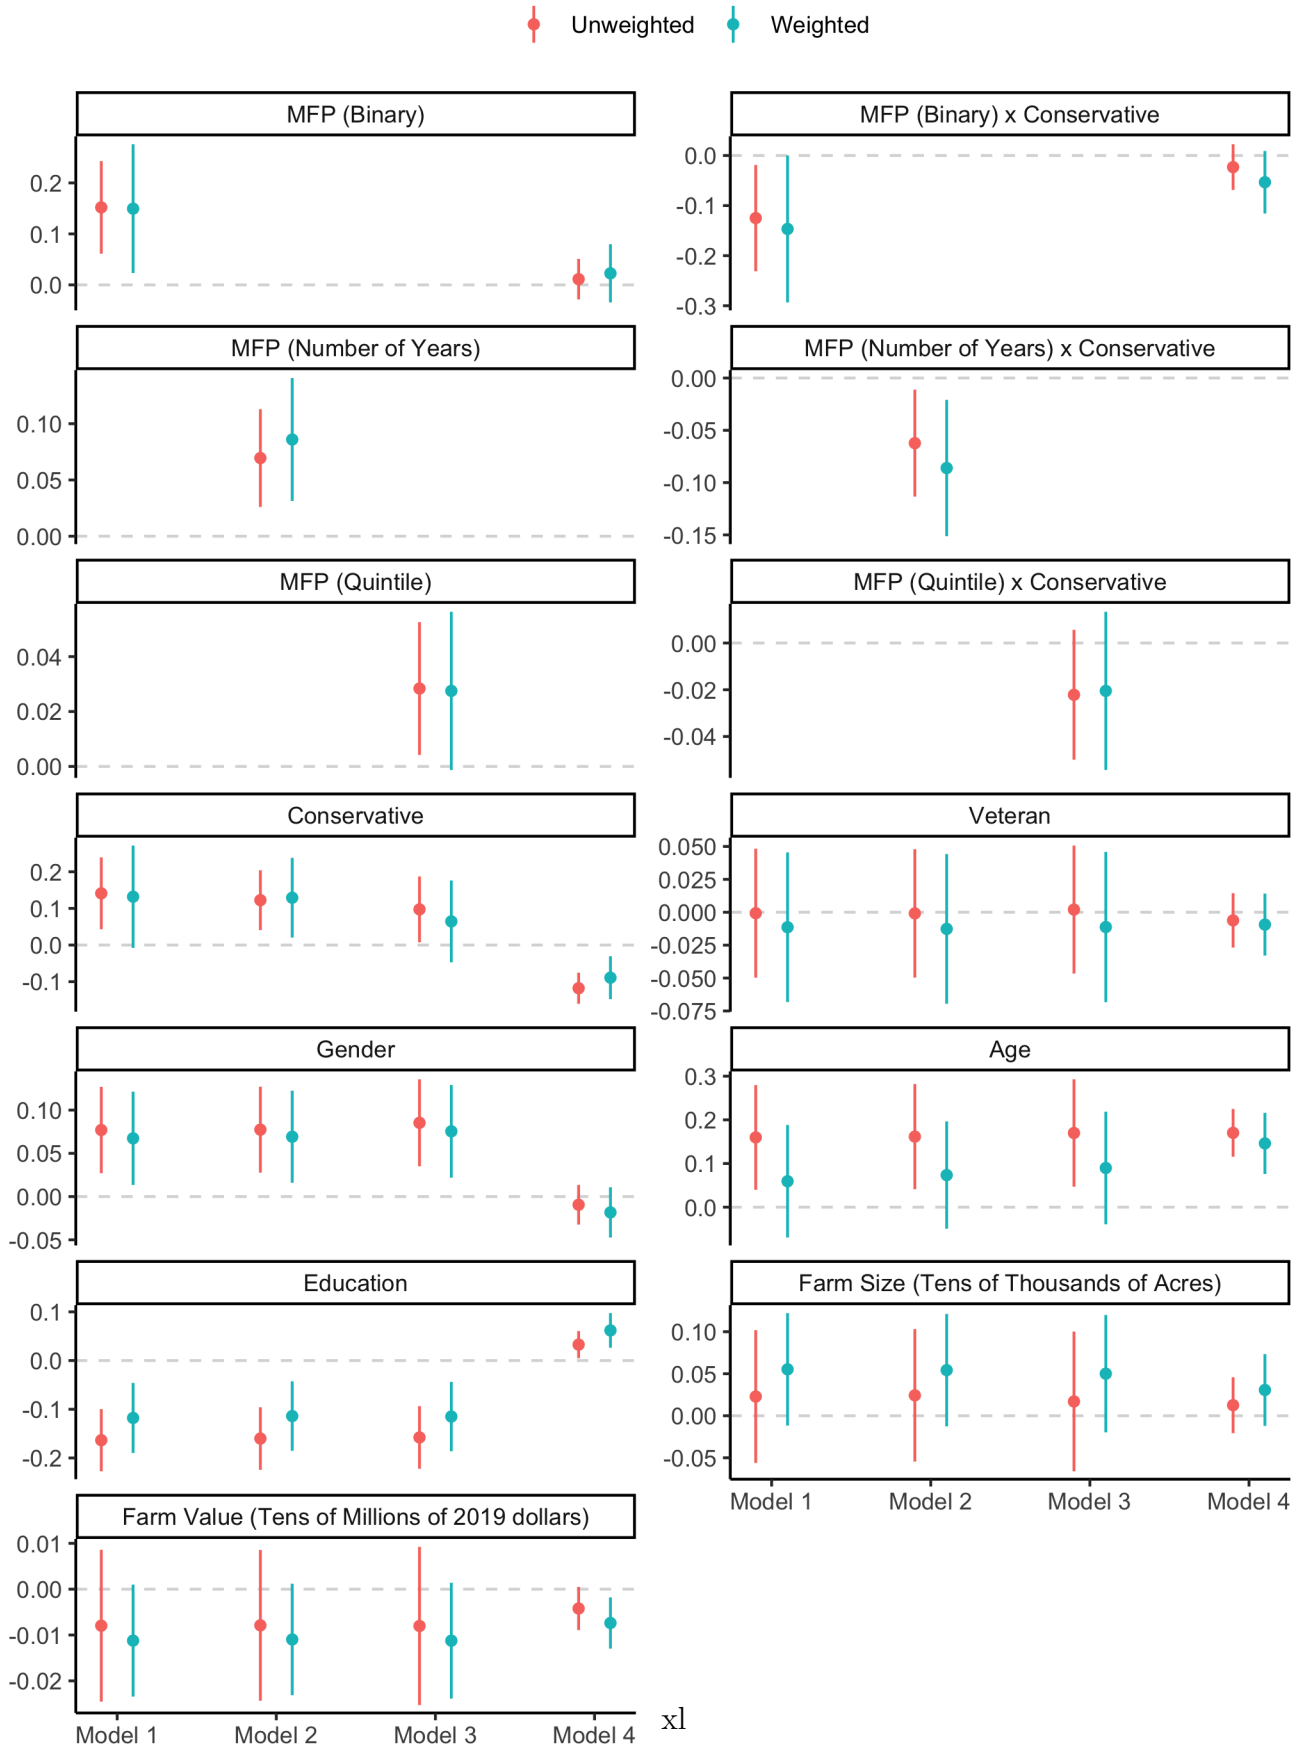 Unweighted Weighted
MFP (Binary)
0.2
0.1
0.0
MFP (Binary) x Conservative
0.0
-0.1
-0.2
-0.3
MFP (Number of Years)
0.10
0.05
0.00
MFP (Number of Years) x Conservative
0.00
-0.05
-0.10
-0.15
MFP (Quintile)
0.04
0.02
0.00
MFP (Quintile) x Conservative
0.00
-0.02
-0.04
Conservative
0.2
0.1
0.0
-0.1
Veteran
0.050
0.025
0.000
-0.025
-0.050
-0.075
Gender
0.10
0.05
0.00
-0.05
Age
0.3
0.2
0.1
0.0
Education
0.1
0.0
-0.1
-0.2
Farm Size (Tens of Thousands of Acres)
0.10
0.05
0.00
-0.05
Model 1 Model 2 Model 3 Model 4
Farm Value (Tens of Millions of 2019 dollars)
0.01
0.00
-0.01
-0.02
Model 1 Model 2 Model 3 Model 4
xl